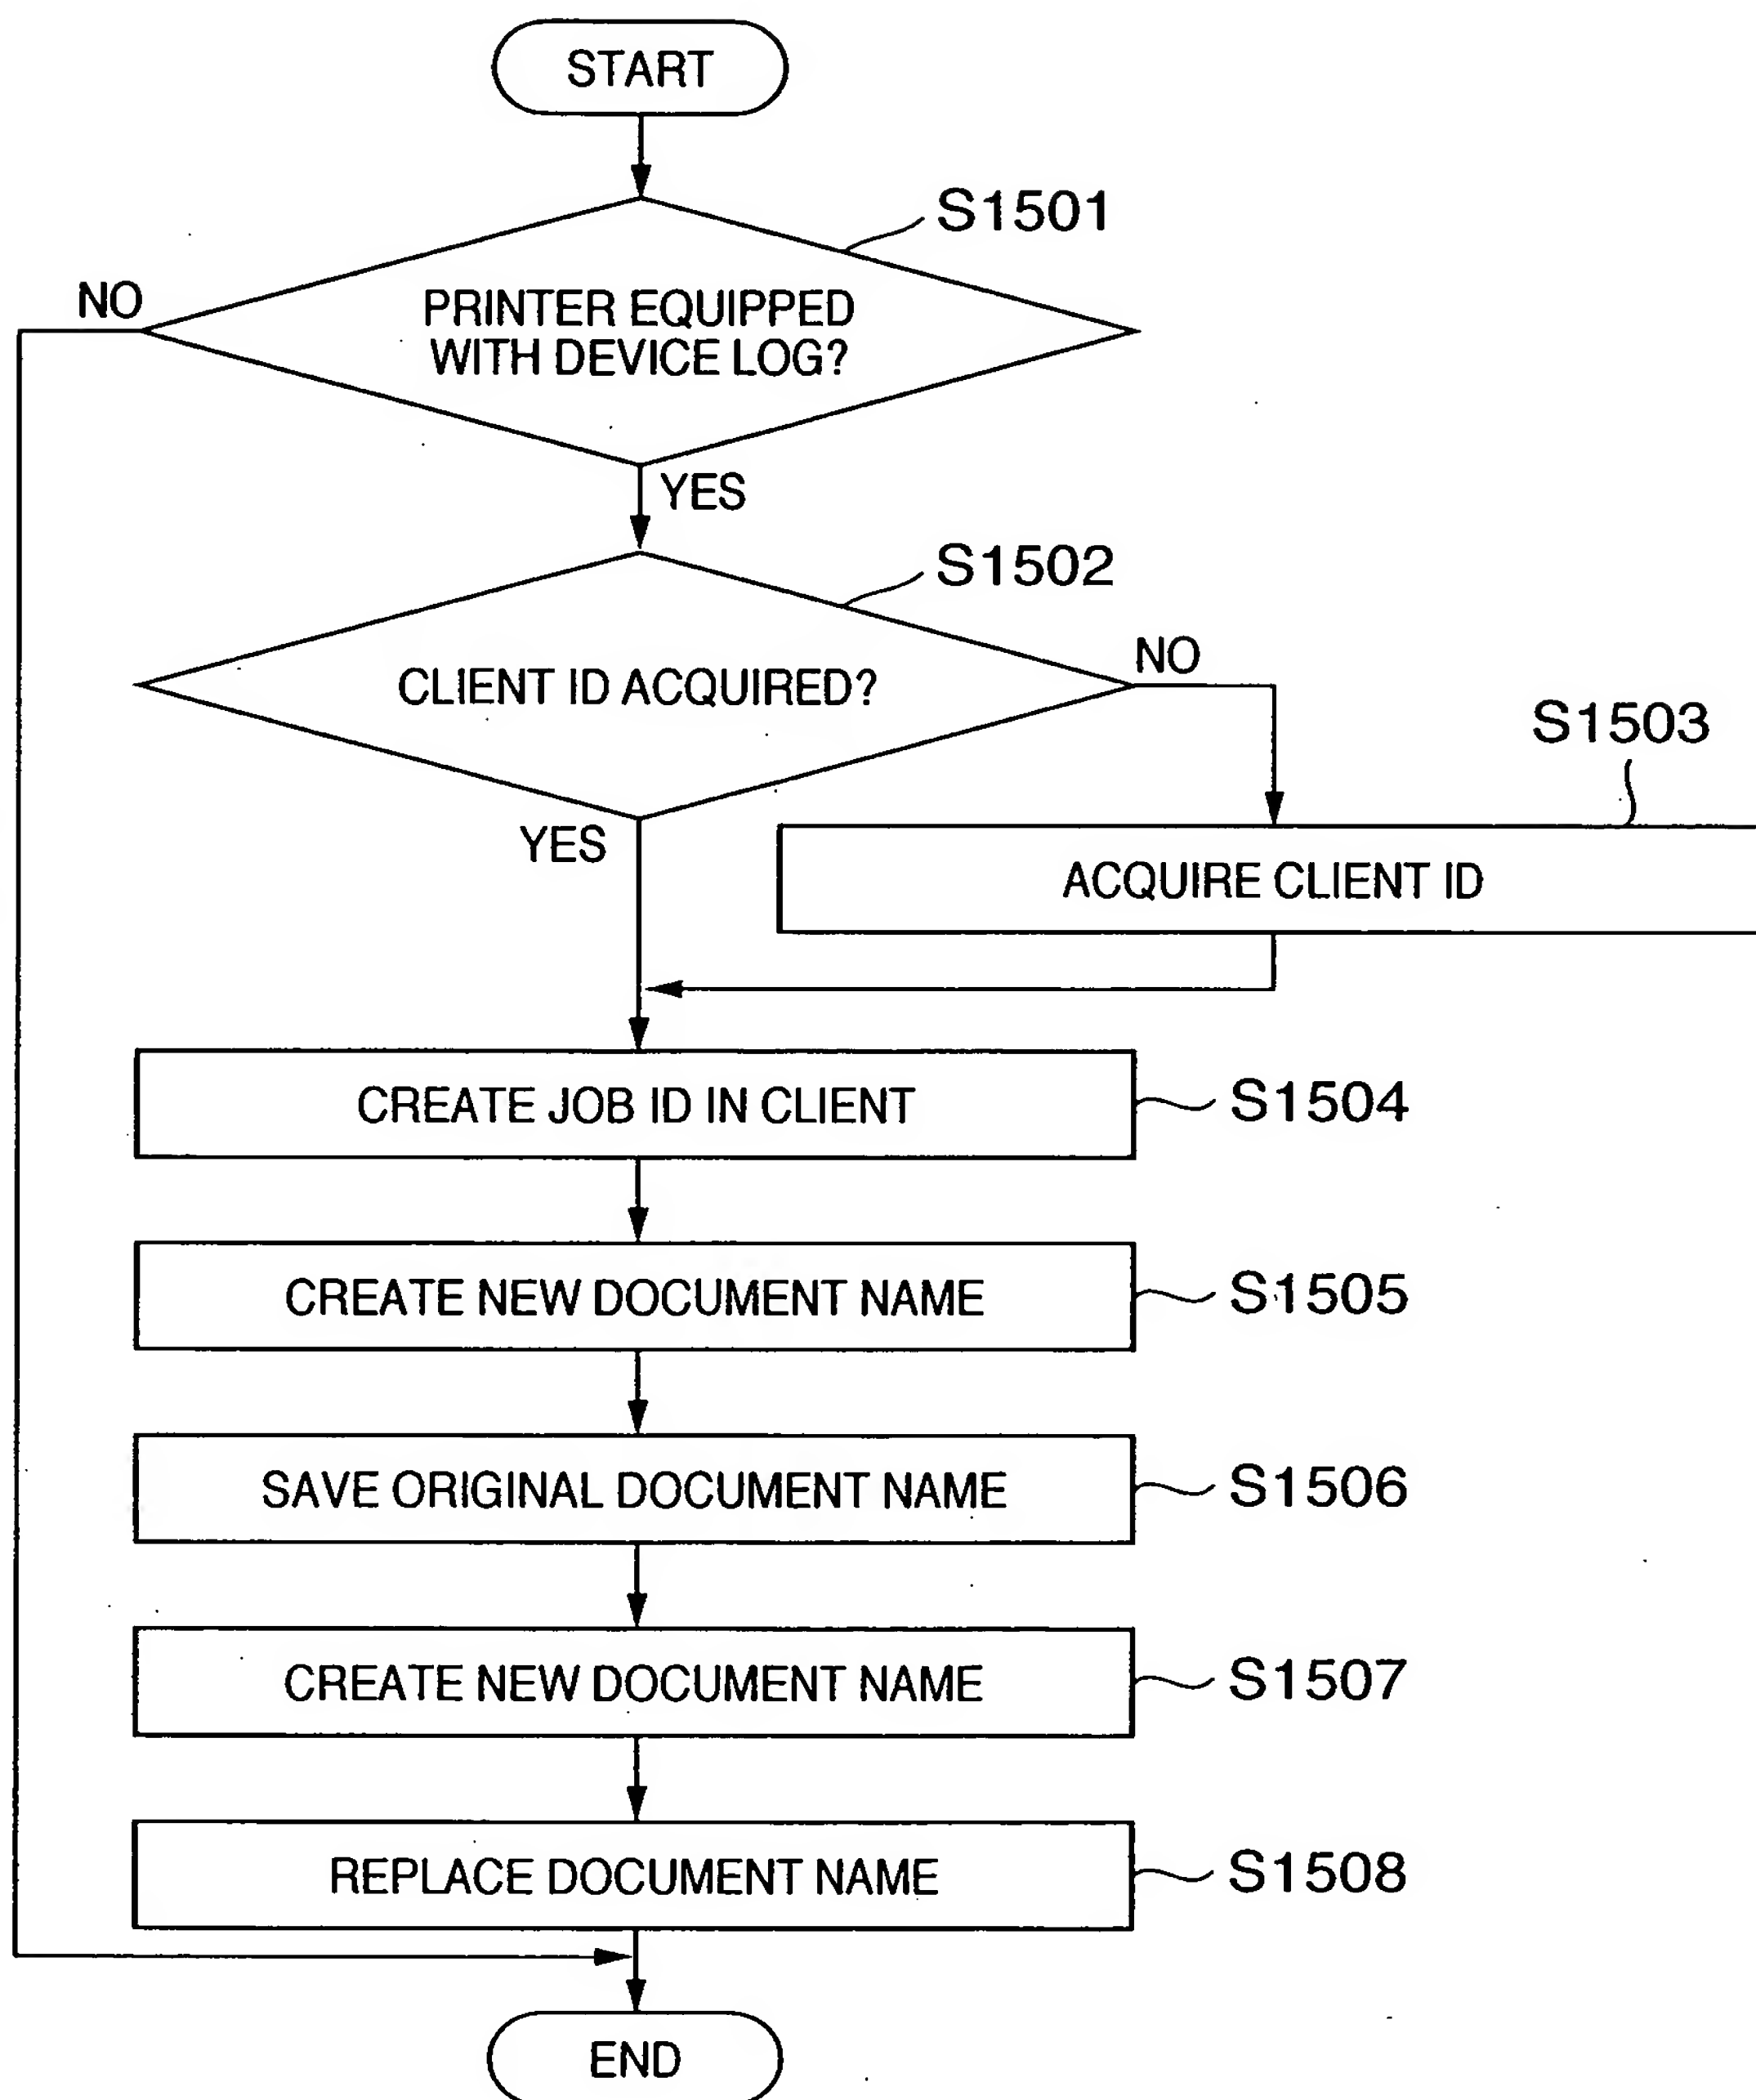 START
S1501
NO
PRINTER EQUIPPED
WITH DEVICE LOG?
YES
S1502
CLIENT ID ACQUIRED?
NO
S1503
YES
ACQUIRE CLIENT ID
CREATE JOB ID IN CLIENT
S1504
CREATE NEW DOCUMENT NAME
S1505
SAVE ORIGINAL DOCUMENT NAME
S1506
CREATE NEW DOCUMENT NAME
S1507
REPLACE DOCUMENT NAME
S1508
END